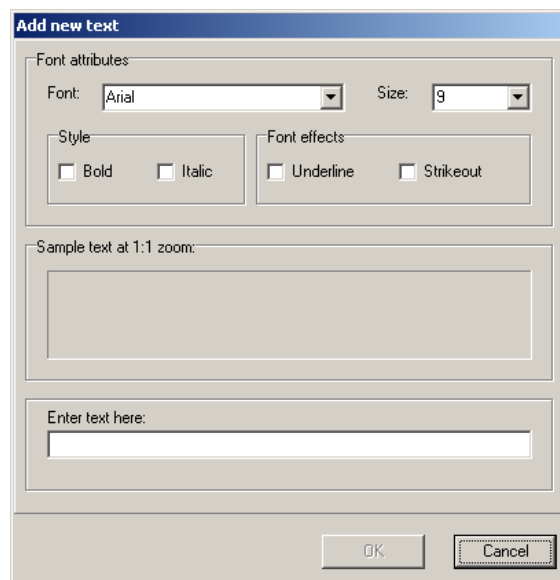 Add new text
Font attributes
Font: Arial Size: 9
Style Font effects
Bold Italic Underline Strikeout
Sample text at 1:1 zoom:
Enter text here:
OK Cancel